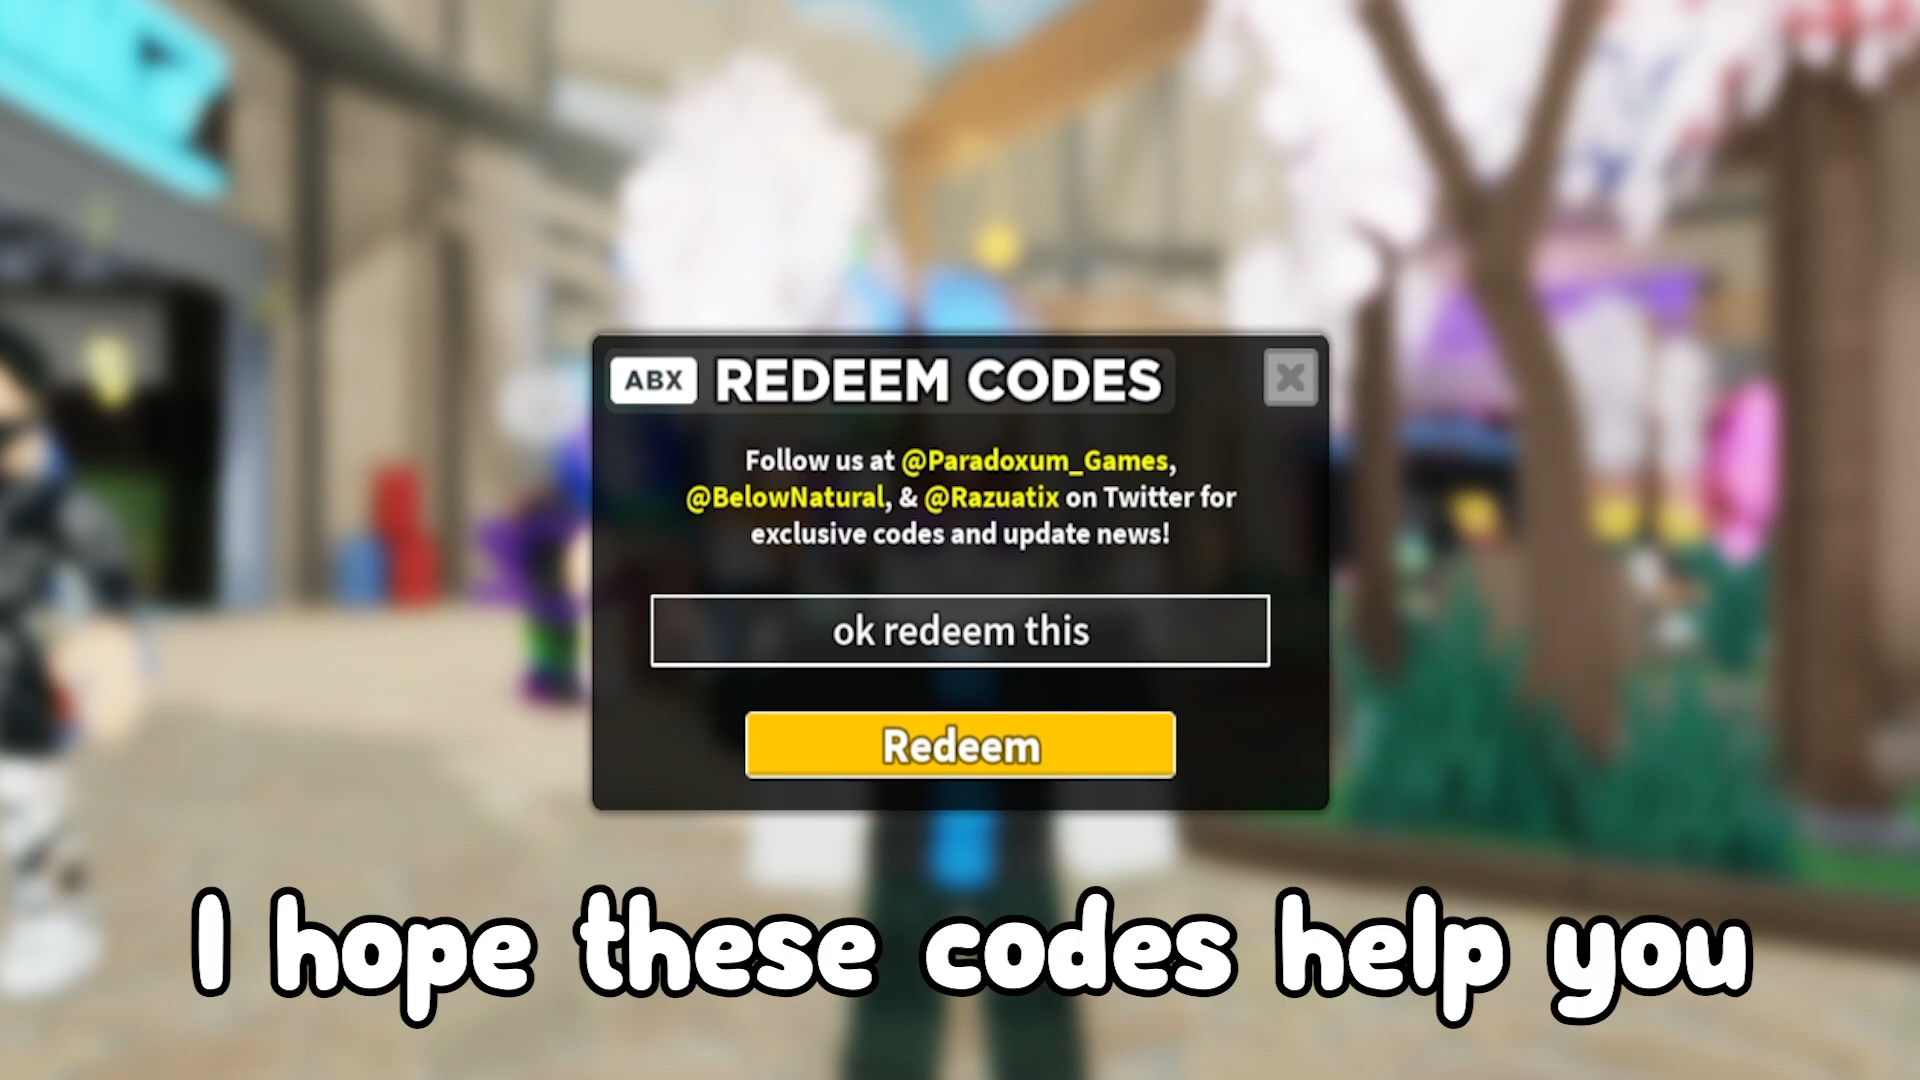 ABX REDEEM CODES
Follow us at @Paradoxum_Games,
@BelowNatural, & @Razuatix on Twitter for
exclusive codes and update news!
ok redeem this
Redeem
I hope these codes help you